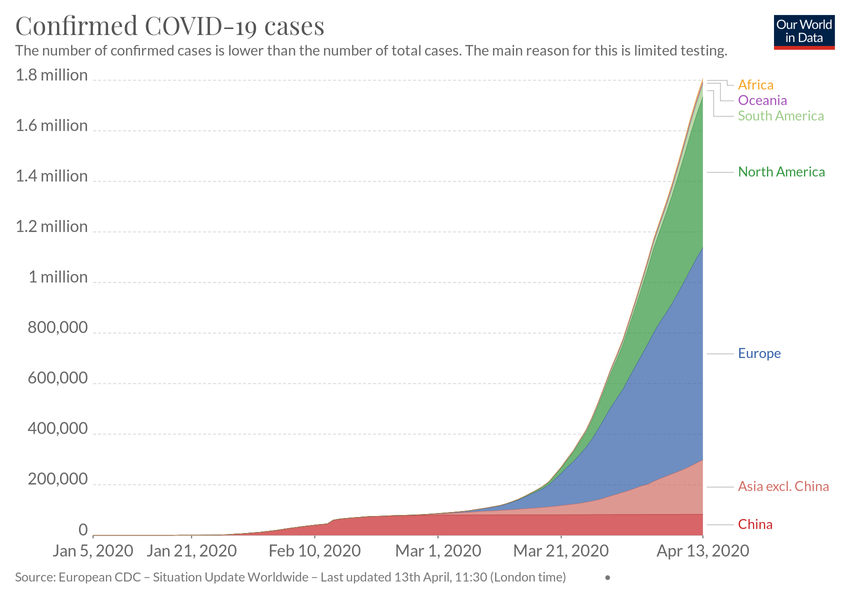 Confirmed COVID-19 cases
The number of confirmed cases is lower than the number of total cases. The main reason for this is limited testing.
Our World
in Data
1.8 million
1.6 million
1.4 million
1.2 million
1 million
800,000
600,000
400,000
200,000
0
Jan 5, 2020 Jan 21, 2020 Feb 10, 2020 Mar 1, 2020 Mar 21, 2020 Apr 13, 2020
Africa
Oceania
South America
North America
Europe
Asia excl. China
China
Source: European CDC – Situation Update Worldwide – Last updated 13th April, 11:30 (London time) •